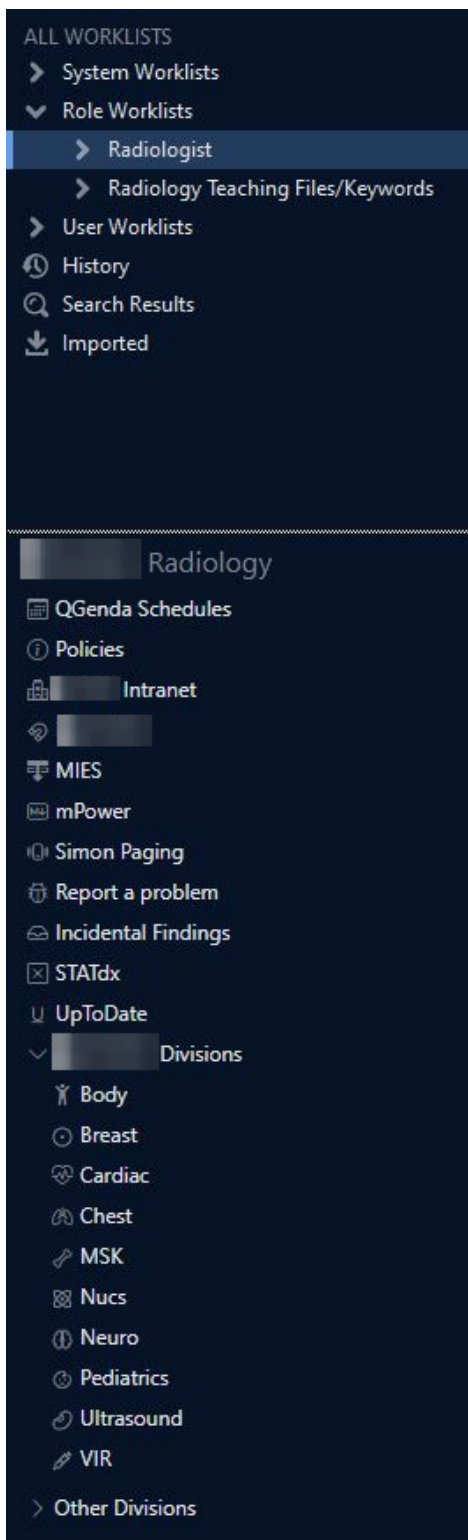 ALL WORKLISTS
System Worklists
Role Worklists
Radiologist
Radiology Teaching Files/Keywords
User Worklists
History
Search Results
Imported
Radiology
QGenda Schedules
Policies
Intranet
MIES
mPower
Simon Paging
Report a problem
Incidental Findings
STATdx
UpToDate
Divisions
Body
Breast
Cardiac
Chest
MSK
Nucs
Neuro
Pediatrics
Ultrasound
VIR
Other Divisions